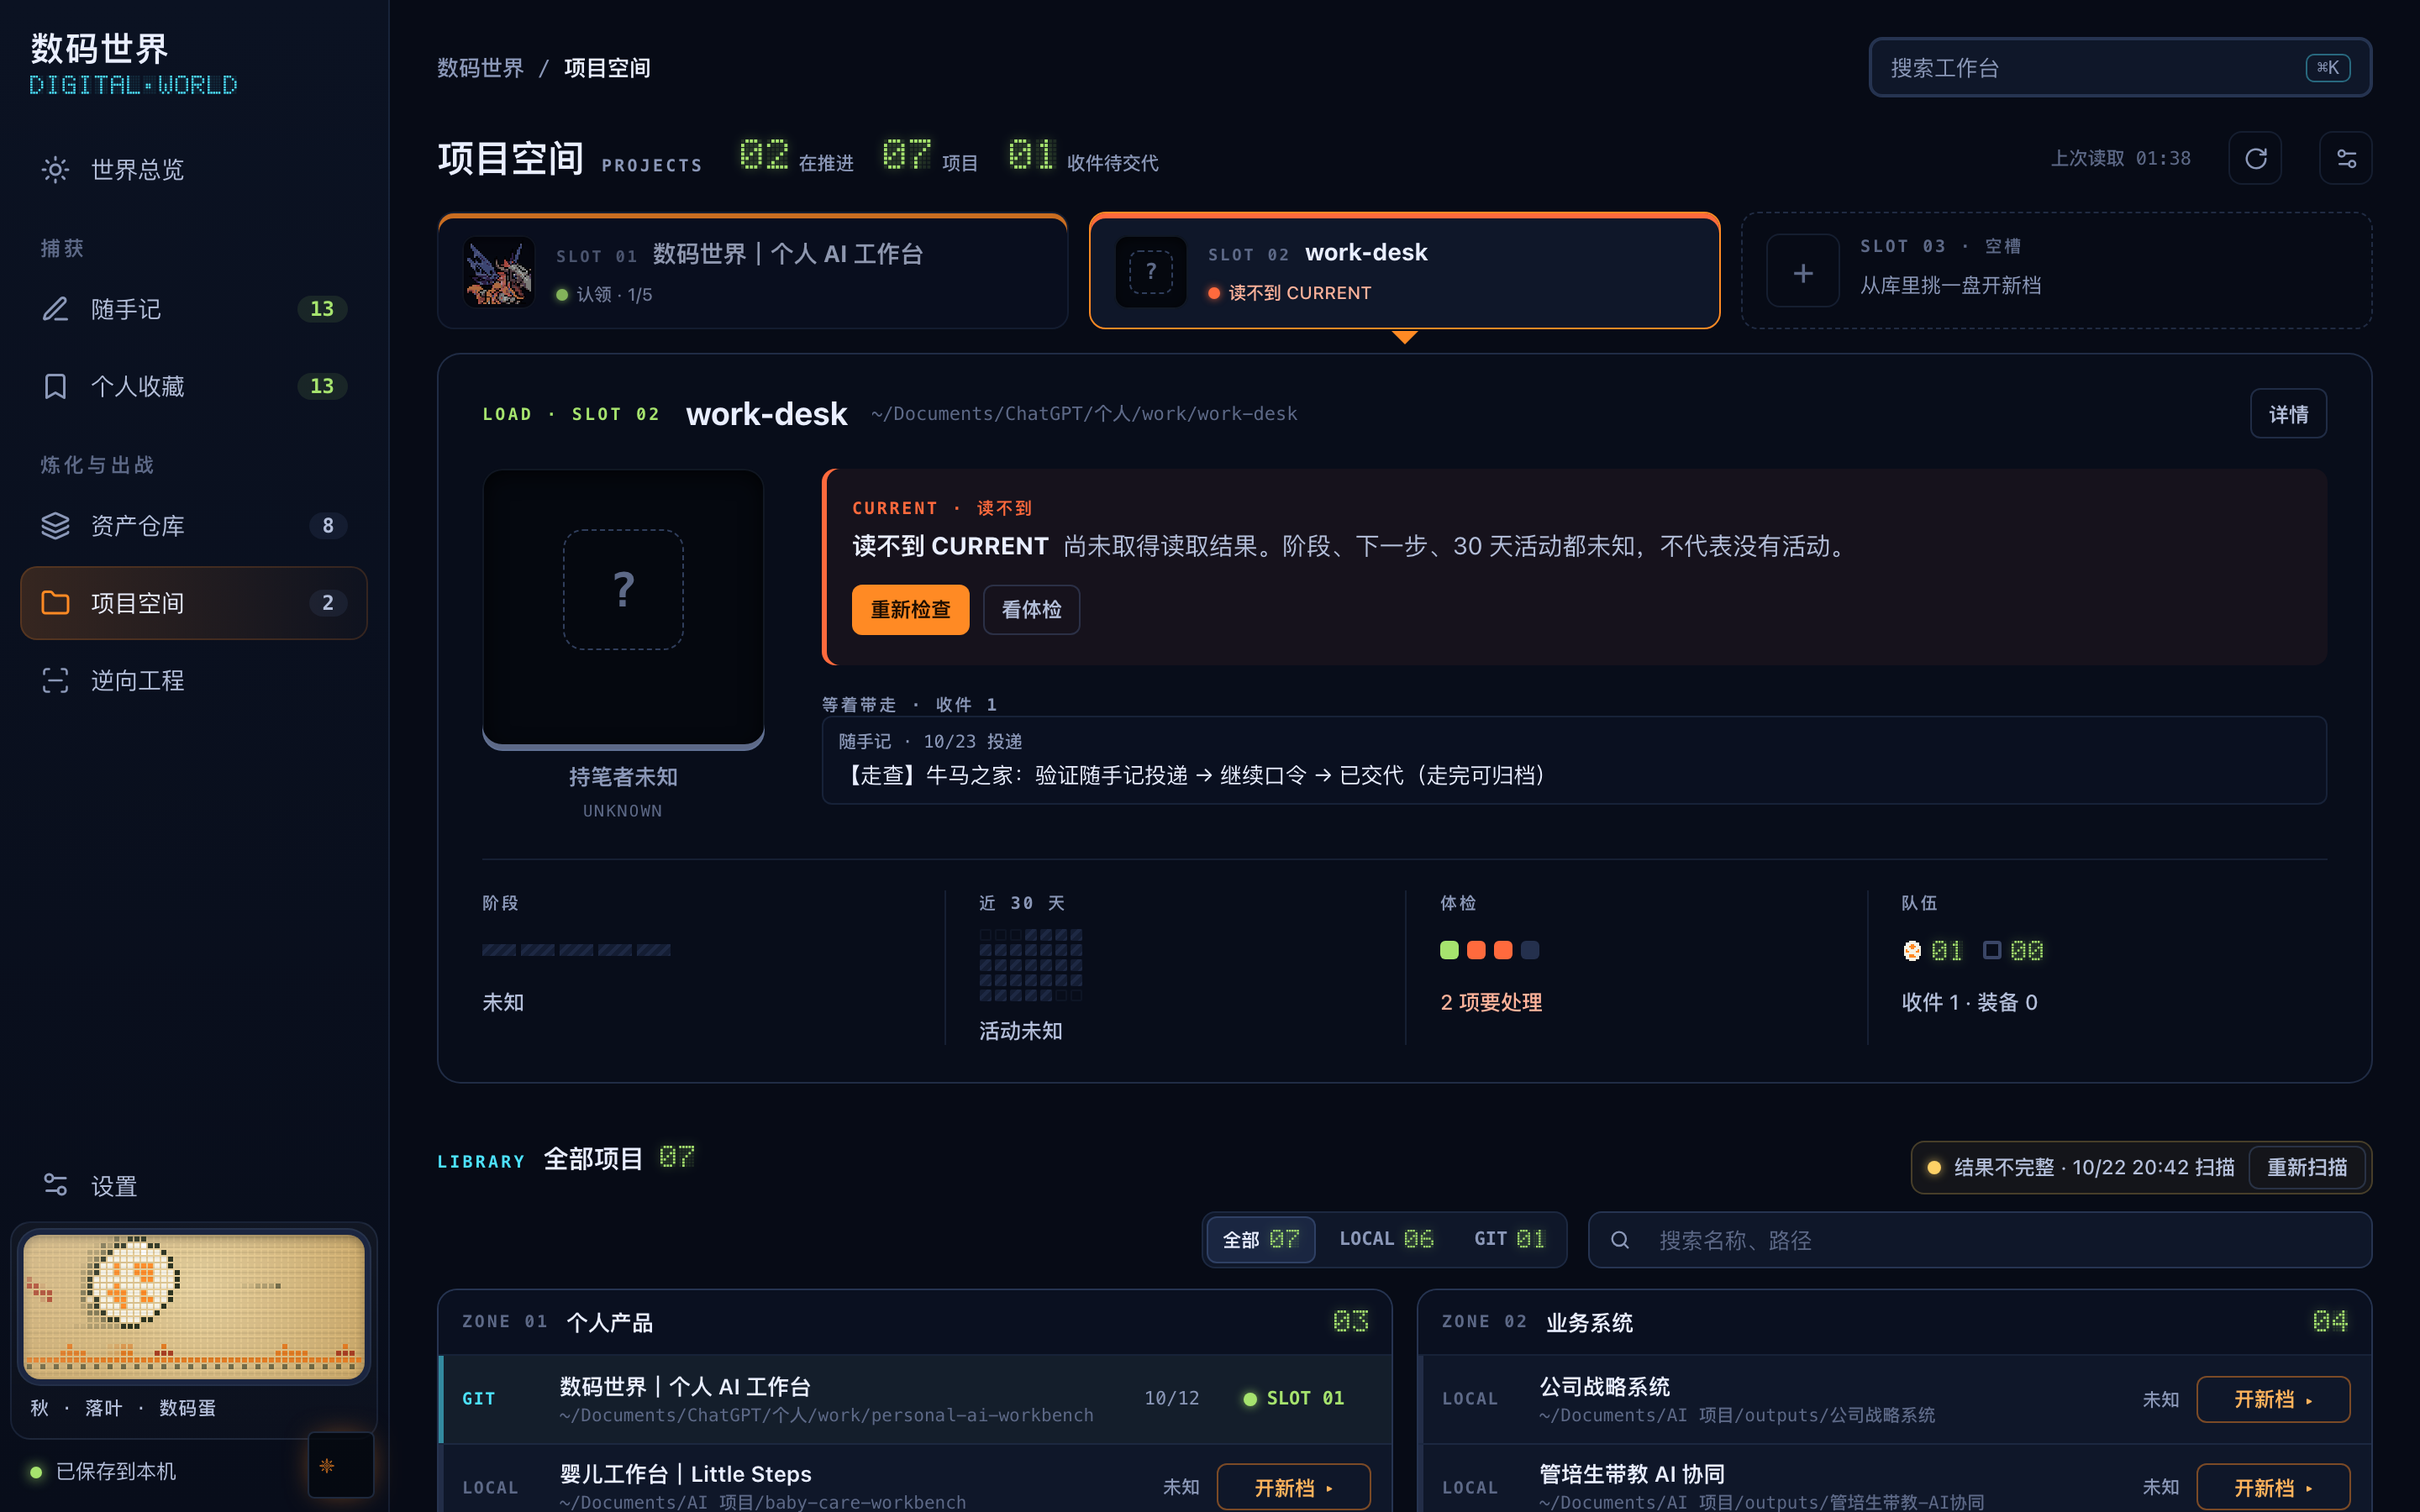 数码世界
DIGITAL·WORLD
世界总览
捕获
随手记 13
个人收藏 13
炼化与出战
资产仓库 8
项目空间 2
逆向工程
设置
秋 · 落叶 · 数码蛋
已保存到本机
数码世界 / 项目空间
搜索工作台 ⌘K
项目空间 PROJECTS 02 在推进 07 项目 01 收件待交代
上次读取 01:38
SLOT 01 数码世界｜个人 AI 工作台
认领 · 1/5
?
SLOT 02 work-desk
读不到 CURRENT
+
SLOT 03 · 空槽
从库里挑一盘开新档
LOAD · SLOT 02 work-desk ~/Documents/ChatGPT/个人/work/work-desk
详情
?
持笔者未知
UNKNOWN
CURRENT · 读不到
读不到 CURRENT 尚未取得读取结果。阶段、下一步、30 天活动都未知，不代表没有活动。
重新检查 看体检
等着带走 · 收件 1
随手记 · 10/23 投递
【走查】牛马之家：验证随手记投递 → 继续口令 → 已交代（走完可归档）
阶段
未知
近 30 天
活动未知
体检
2 项要处理
队伍
01 00
收件 1 · 装备 0
LIBRARY 全部项目 07
结果不完整 · 10/22 20:42 扫描 重新扫描
全部 07 LOCAL 06 GIT 01
搜索名称、路径
ZONE 01 个人产品 03
GIT 数码世界｜个人 AI 工作台 10/12 SLOT 01
~/Documents/ChatGPT/个人/work/personal-ai-workbench
LOCAL 婴儿工作台｜Little Steps 未知 开新档 ▸
~/Documents/AI 项目/baby-care-workbench
ZONE 02 业务系统 04
LOCAL 公司战略系统 未知 开新档 ▸
~/Documents/AI 项目/outputs/公司战略系统
LOCAL 管培生带教 AI 协同 未知 开新档 ▸
~/Documents/AI 项目/outputs/管培生带教-AI协同